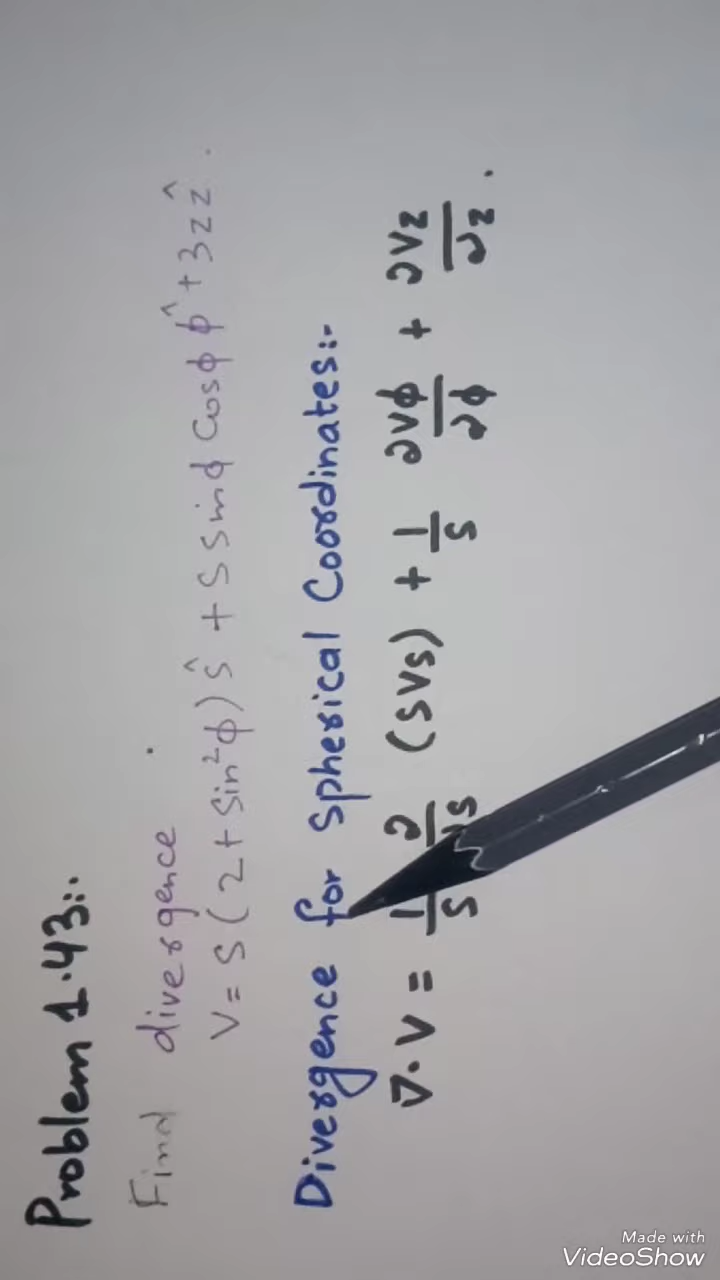 Problem 1.43:.
Find divergence.
V = S(2 + Sin²ϕ) ŝ + S Sinϕ Cosϕ ϕ̂ + 3z ẑ.
Divergence for Spherical Coordinates:-
∇·V = 1/S ∂/∂S (SVS) + 1/S ∂Vϕ/∂ϕ + ∂Vz/∂z.
Made with
VideoShow